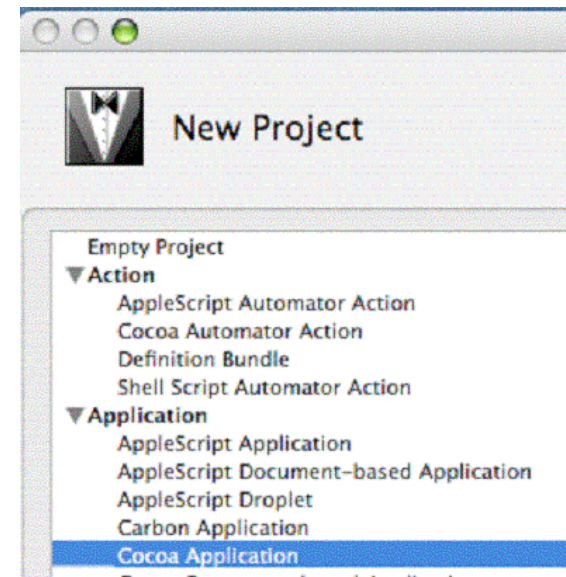 New Project
Empty Project
Action
AppleScript Automator Action
Cocoa Automator Action
Definition Bundle
Shell Script Automator Action
Application
AppleScript Application
AppleScript Document-based Application
AppleScript Droplet
Carbon Application
Cocoa Application